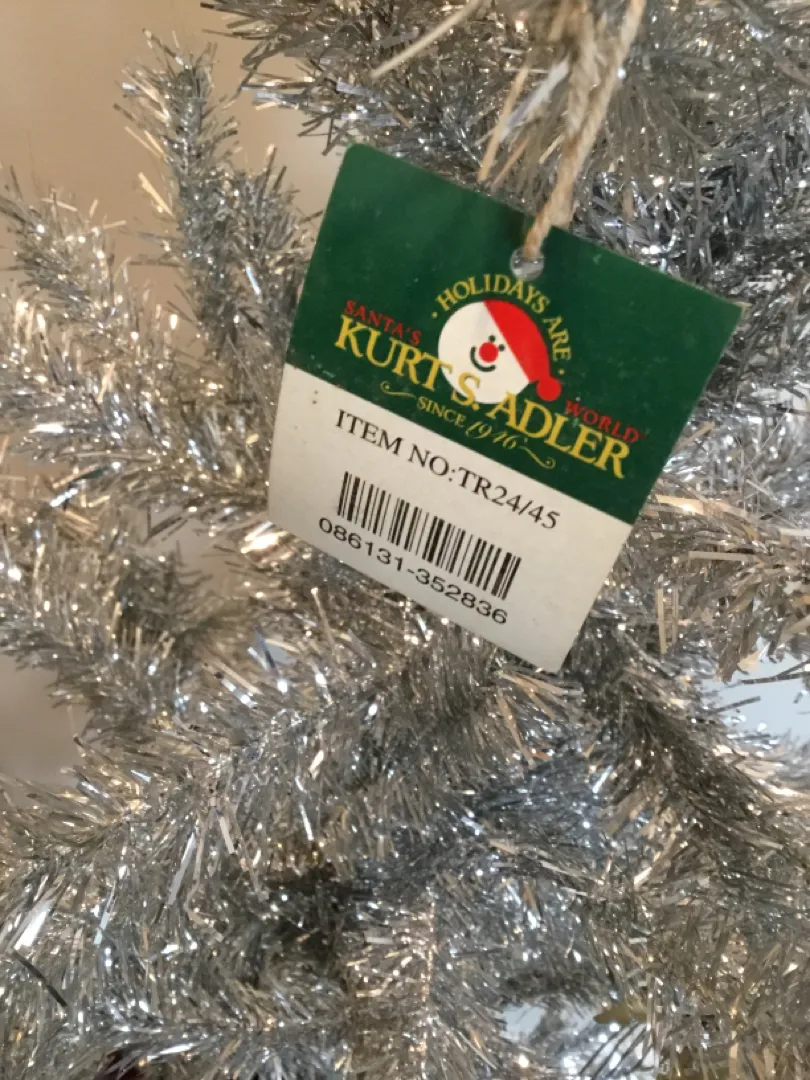 · HOLIDAYS ARE ·
SANTA'S WORLD
KURT S. ADLER
SINCE 1946
ITEM NO:TR24/45
086131-352836